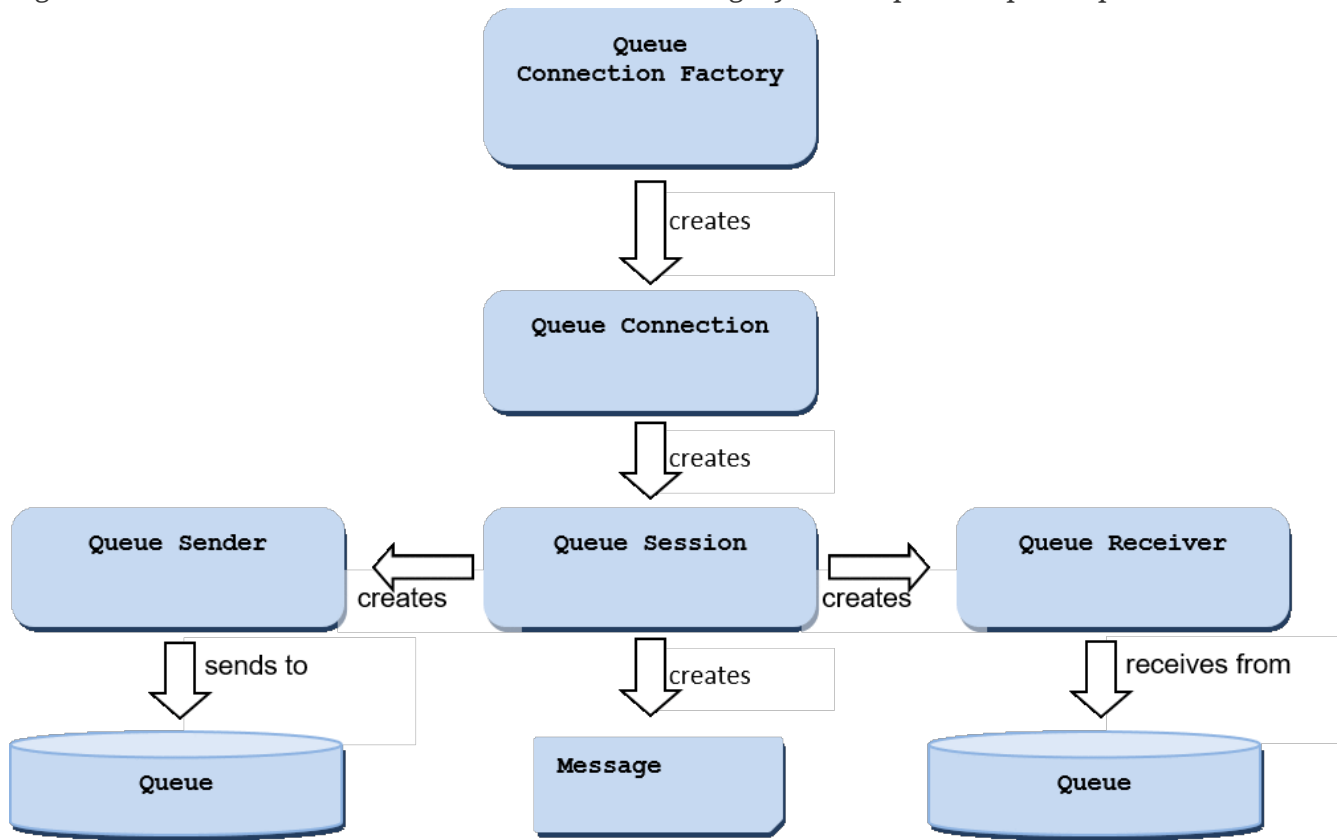 Queue
Connection Factory
creates
Queue Connection
creates
Queue Sender
Queue Session
Queue Receiver
creates
creates
sends to
creates
receives from
Queue
Message
Queue